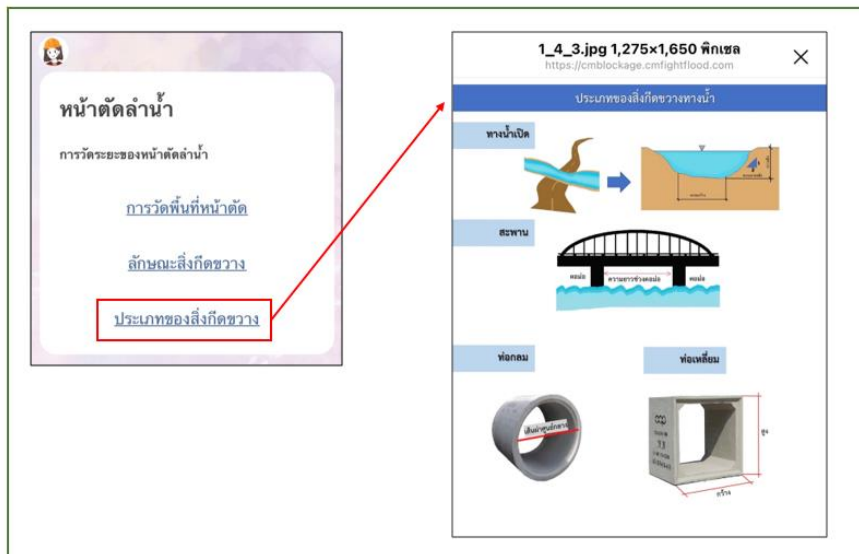 หน้าตัดลำน้ำ
การวัดระยะของหน้าตัดลำน้ำ
การวัดพื้นที่หน้าตัด
ลักษณะสิ่งกีดขวาง
ประเภทของสิ่งกีดขวาง
1_4_3.jpg 1,275×1,650 พิกเซล
https://cmblockage.cmfightflood.com
ประเภทของสิ่งกีดขวางทางน้ำ
ทางน้ำเปิด
สะพาน
ตอม่อ
ความยาวช่วงตอม่อ
ตอม่อ
ท่อกลม
ท่อเหลี่ยม
เส้นผ่าศูนย์กลาง
สูง
กว้าง